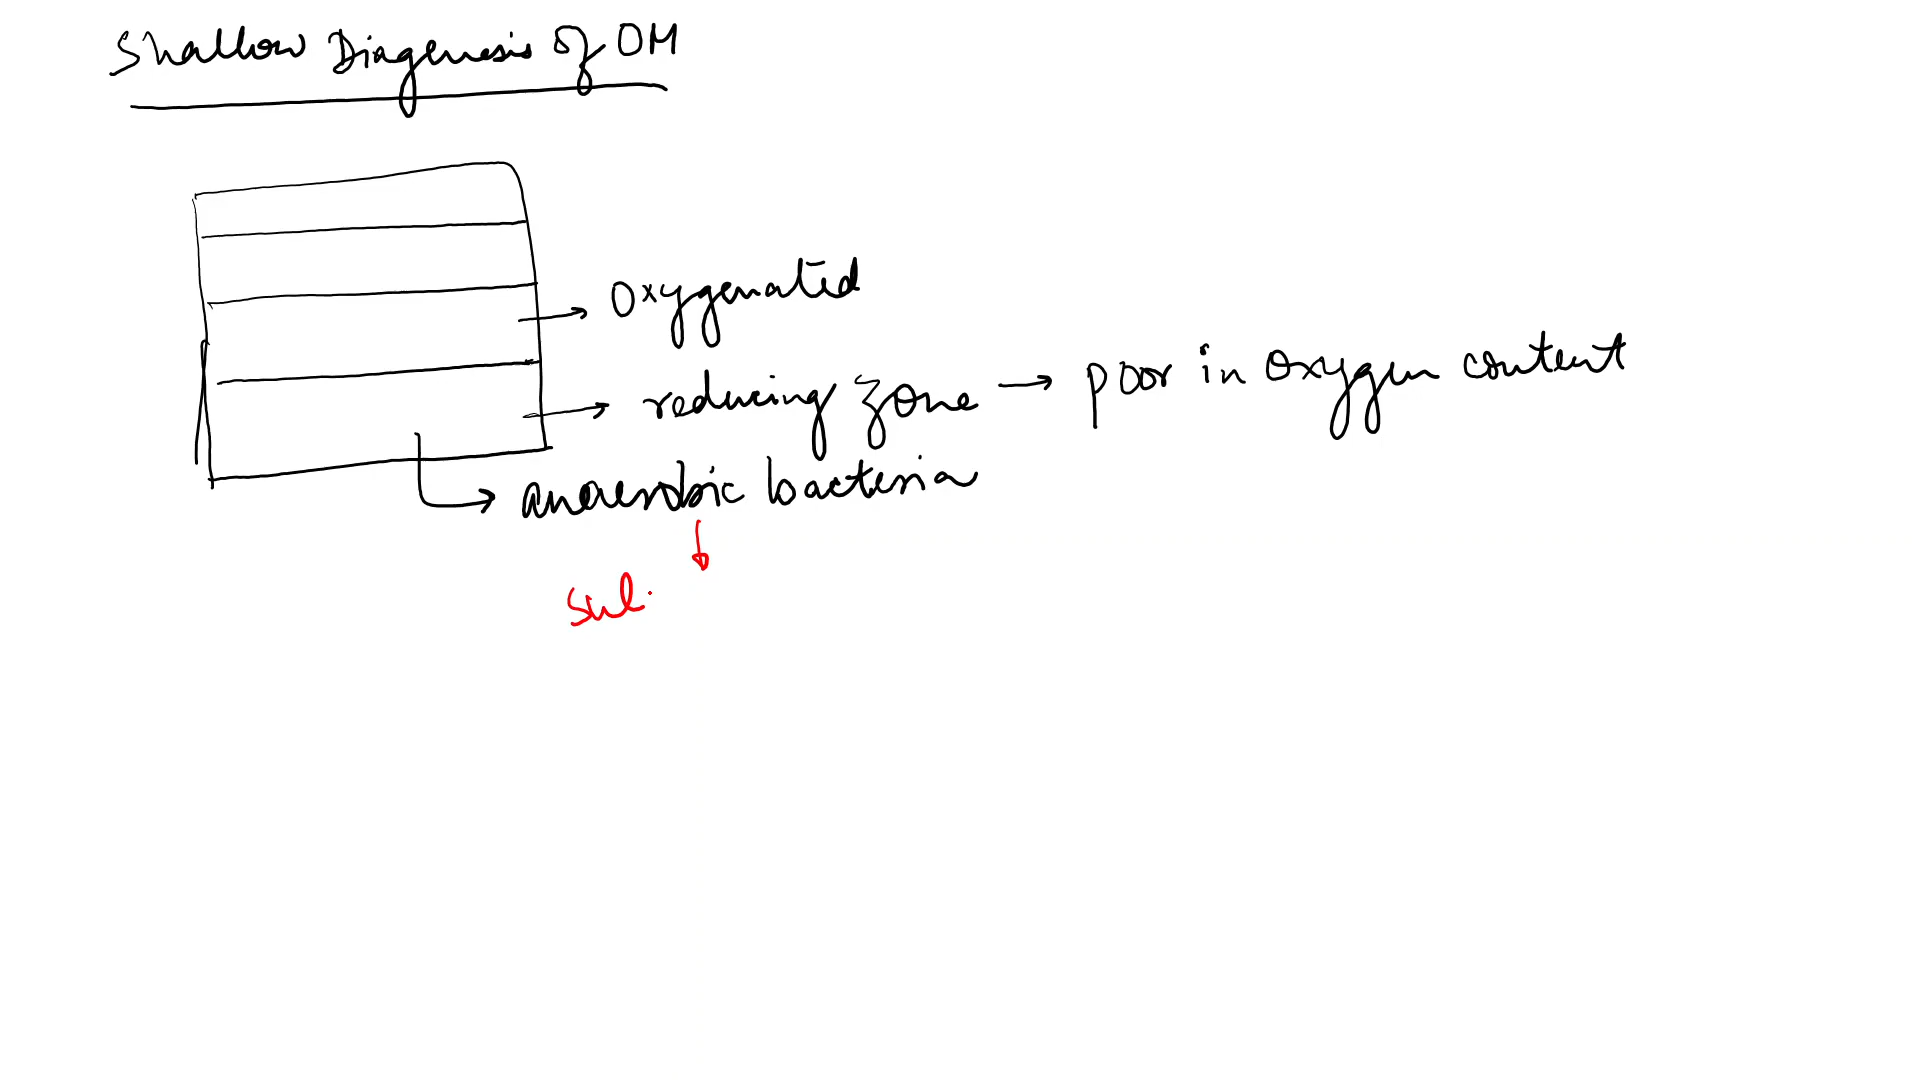 Shallow Diagenesis of OM
Oxygenated
reducing zone → poor in oxygen content
anaerobic bacteria
Sul